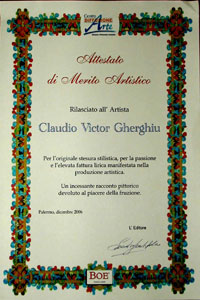 Centro
DIFFUSIONE
Arte
Attestato
di Merito Artistico
Rilasciato all' Artista
Claudio Victor Gherghiu
Per l'originale stesura stilistica, per la passione
e l'elevata fattura lirica manifestata nella
produzione artistica.
Un incessante racconto pittorico
devoluto al piacere della fruizione.
Palermo, dicembre 2006
L' Editore
BOE